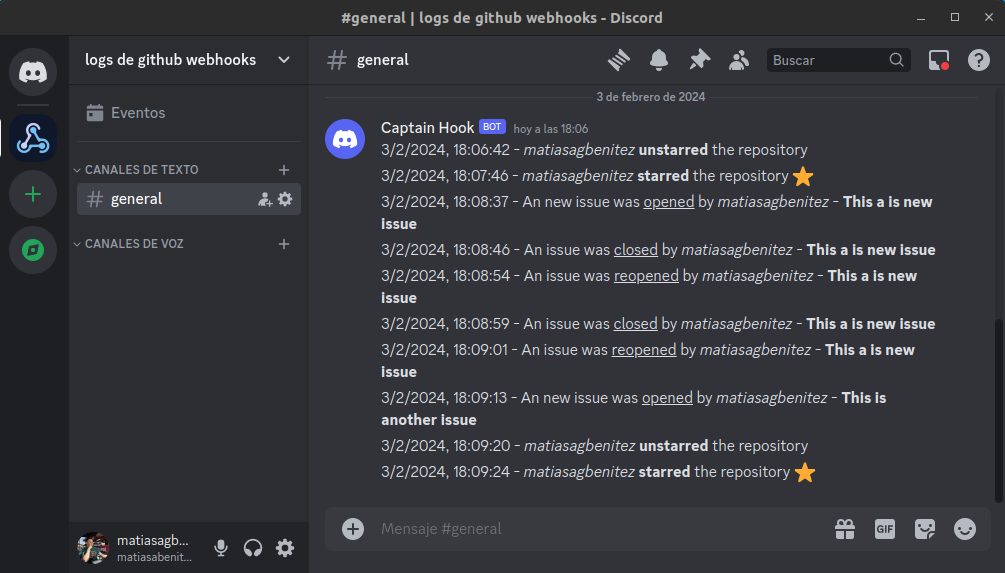 #general | logs de github webhooks - Discord
logs de github webhooks
general
Buscar
Eventos
CANALES DE TEXTO
general
CANALES DE VOZ
3 de febrero de 2024
Captain Hook BOT hoy a las 18:06
3/2/2024, 18:06:42 - matiasagbenitez unstarred the repository
3/2/2024, 18:07:46 - matiasagbenitez starred the repository ⭐
3/2/2024, 18:08:37 - An new issue was opened by matiasagbenitez - This a is new
issue
3/2/2024, 18:08:46 - An issue was closed by matiasagbenitez - This a is new issue
3/2/2024, 18:08:54 - An issue was reopened by matiasagbenitez - This a is new
issue
3/2/2024, 18:08:59 - An issue was closed by matiasagbenitez - This a is new issue
3/2/2024, 18:09:01 - An issue was reopened by matiasagbenitez - This a is new
issue
3/2/2024, 18:09:13 - An new issue was opened by matiasagbenitez - This is
another issue
3/2/2024, 18:09:20 - matiasagbenitez unstarred the repository
3/2/2024, 18:09:24 - matiasagbenitez starred the repository ⭐
Mensaje #general
GIF
matiasagb...
matiasabenit...